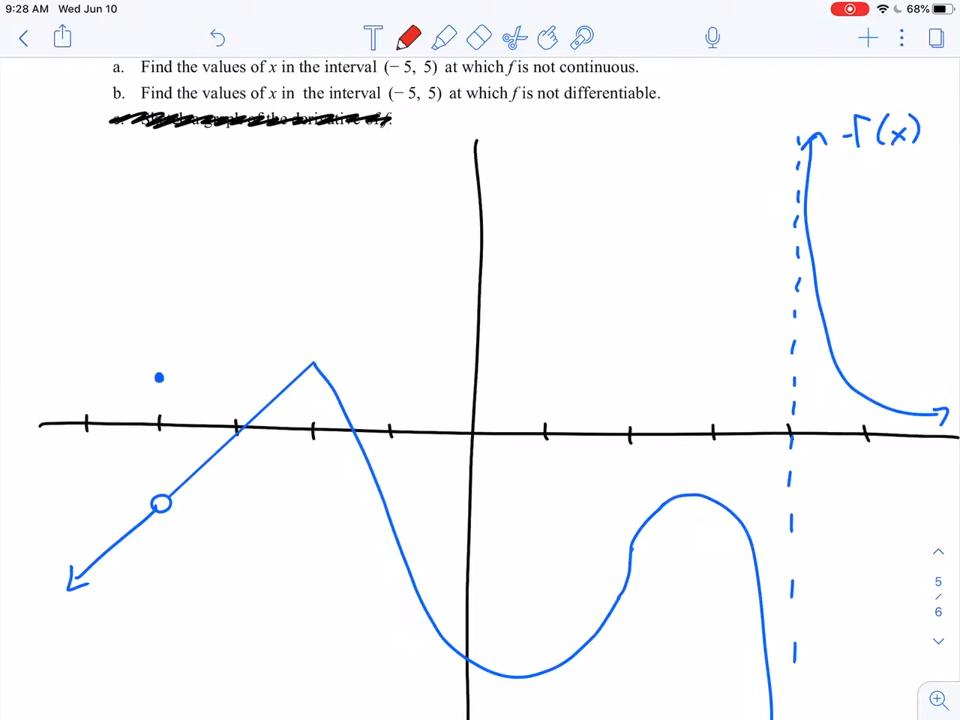 9:28 AM Wed Jun 10
68%
T
a. Find the values of x in the interval (− 5, 5) at which f is not continuous.
b. Find the values of x in the interval (− 5, 5) at which f is not differentiable.
(x)
5
/
6